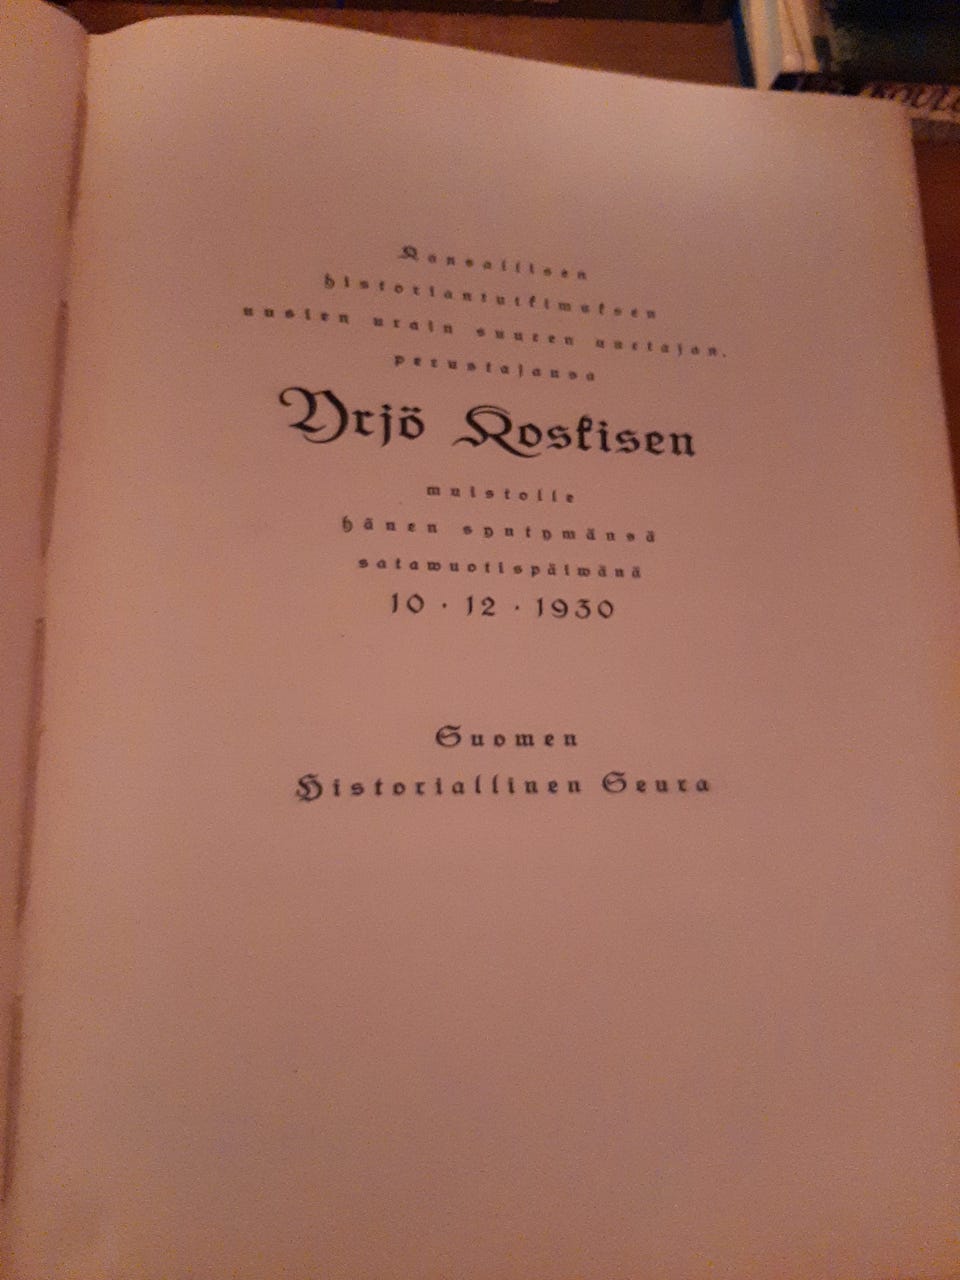 Kansallisen
historiantutkimuksen
uusien urain suuren uurtajan,
perustajansa
Yrjö Koskisen
muistolle
hänen syntymänsä
satawuotispäiwänä
10 · 12 · 1930
Suomen
Historiallinen Seura